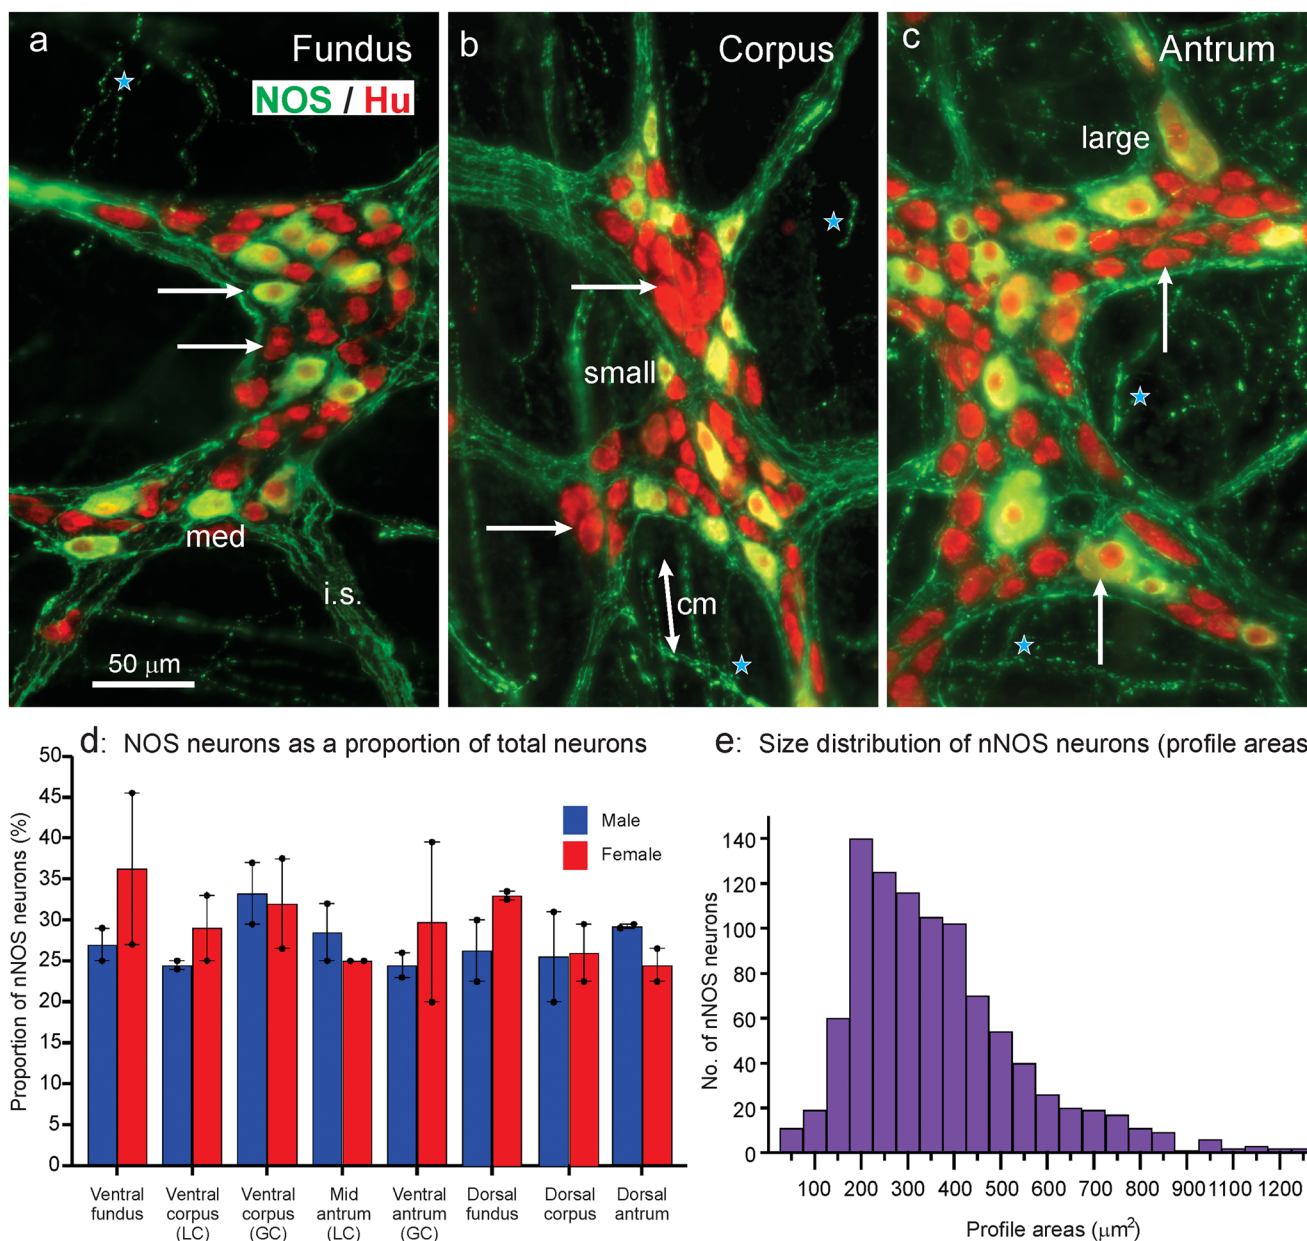 a
Fundus
NOS / Hu
med
i.s.
50 μm
b
Corpus
small
cm
c
Antrum
large
d: NOS neurons as a proportion of total neurons
Proportion of nNOS neurons (%)
50
45
40
35
30
25
20
15
10
5
0
Male
Female
Ventral
fundus
Ventral
corpus
(LC)
Ventral
corpus
(GC)
Mid
antrum
(LC)
Ventral
antrum
(GC)
Dorsal
fundus
Dorsal
corpus
Dorsal
antrum
e: Size distribution of nNOS neurons (profile areas
No. of nNOS neurons
140
120
100
80
60
40
20
0
100 200 300 400 500 600 700 800 900 1100 1200
Profile areas (μm²)